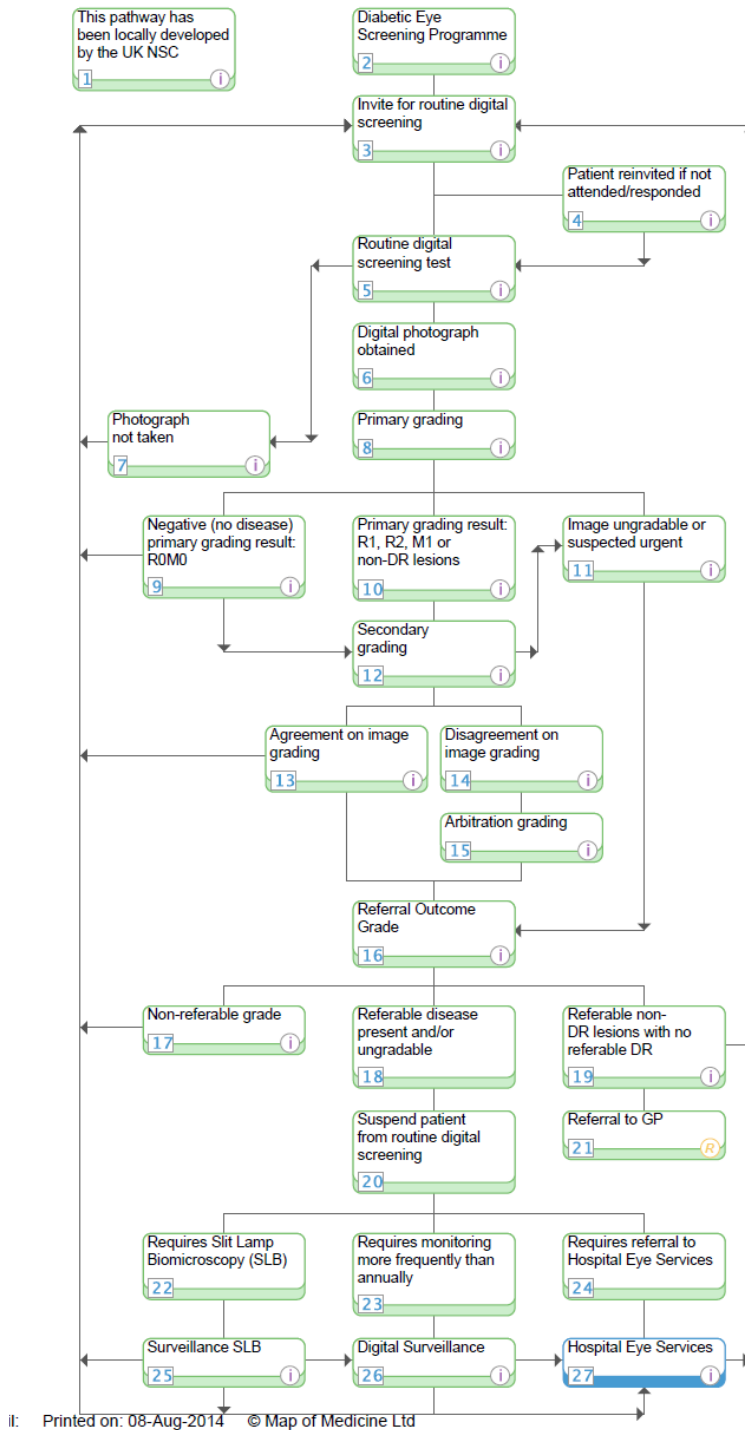 This pathway has
been locally developed
by the UK NSC
1
i
Diabetic Eye
Screening Programme
2
i
Invite for routine digital
screening
3
i
Patient reinvited if not
attended/responded
4
i
Routine digital
screening test
5
i
Digital photograph
obtained
6
i
Photograph
not taken
7
i
Primary grading
8
i
Negative (no disease)
primary grading result:
R0M0
9
i
Primary grading result:
R1, R2, M1 or
non-DR lesions
10
i
Image ungradable or
suspected urgent
11
i
Secondary
grading
12
i
Agreement on image
grading
13
i
Disagreement on
image grading
14
i
Arbitration grading
15
i
Referral Outcome
Grade
16
i
Non-referable grade
17
i
Referable disease
present and/or
ungradable
18
Referable non-
DR lesions with no
referable DR
19
i
Suspend patient
from routine digital
screening
20
Referral to GP
21
R
Requires Slit Lamp
Biomicroscopy (SLB)
22
Requires monitoring
more frequently than
annually
23
Requires referral to
Hospital Eye Services
24
Surveillance SLB
25
i
Digital Surveillance
26
i
Hospital Eye Services
27
i
il: Printed on: 08-Aug-2014 © Map of Medicine Ltd